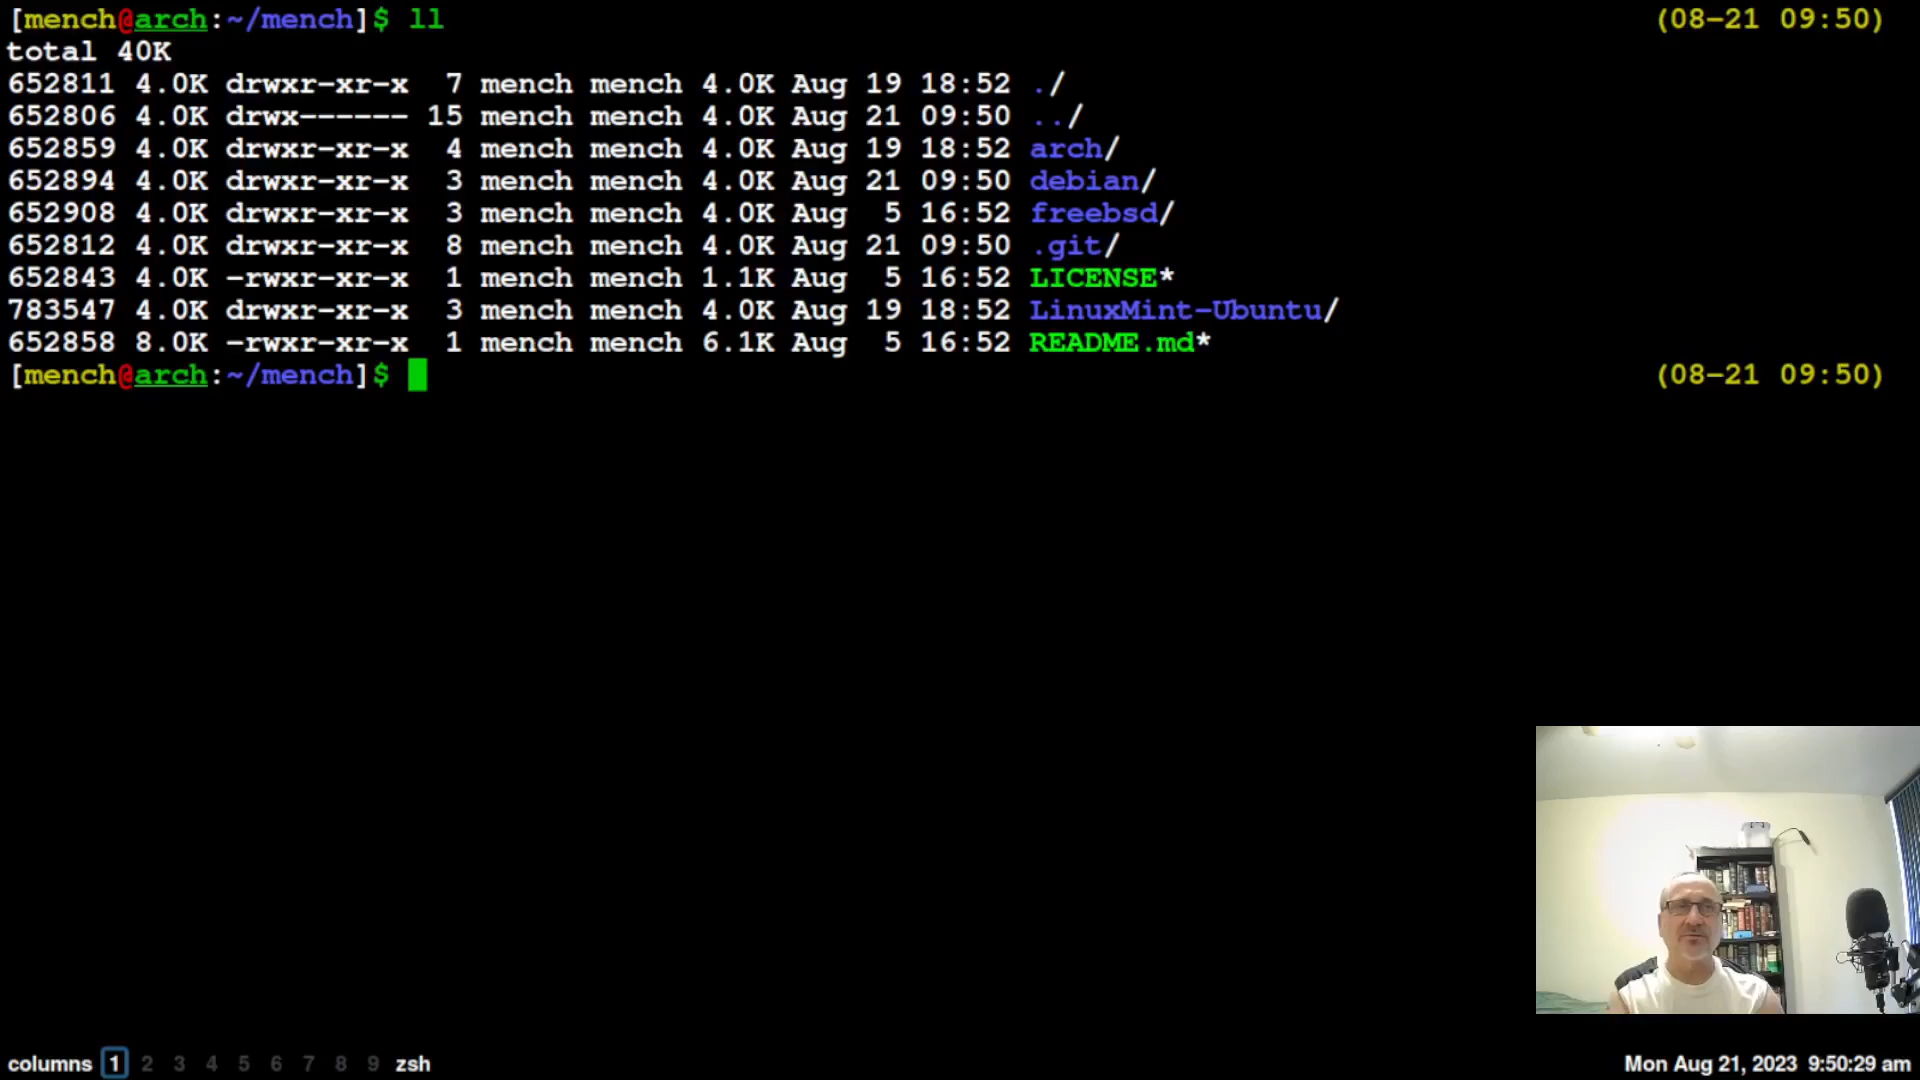 [mench@arch:~/mench]$ ll (08-21 09:50)
total 40K
652811 4.0K drwxr-xr-x  7 mench mench 4.0K Aug 19 18:52 ./
652806 4.0K drwx------ 15 mench mench 4.0K Aug 21 09:50 ../
652859 4.0K drwxr-xr-x  4 mench mench 4.0K Aug 19 18:52 arch/
652894 4.0K drwxr-xr-x  3 mench mench 4.0K Aug 21 09:50 debian/
652908 4.0K drwxr-xr-x  3 mench mench 4.0K Aug  5 16:52 freebsd/
652812 4.0K drwxr-xr-x  8 mench mench 4.0K Aug 21 09:50 .git/
652843 4.0K -rwxr-xr-x  1 mench mench 1.1K Aug  5 16:52 LICENSE*
783547 4.0K drwxr-xr-x  3 mench mench 4.0K Aug 19 18:52 LinuxMint-Ubuntu/
652858 8.0K -rwxr-xr-x  1 mench mench 6.1K Aug  5 16:52 README.md*
[mench@arch:~/mench]$ (08-21 09:50)
columns 1 2 3 4 5 6 7 8 9 zsh Mon Aug 21, 2023 9:50:29 am